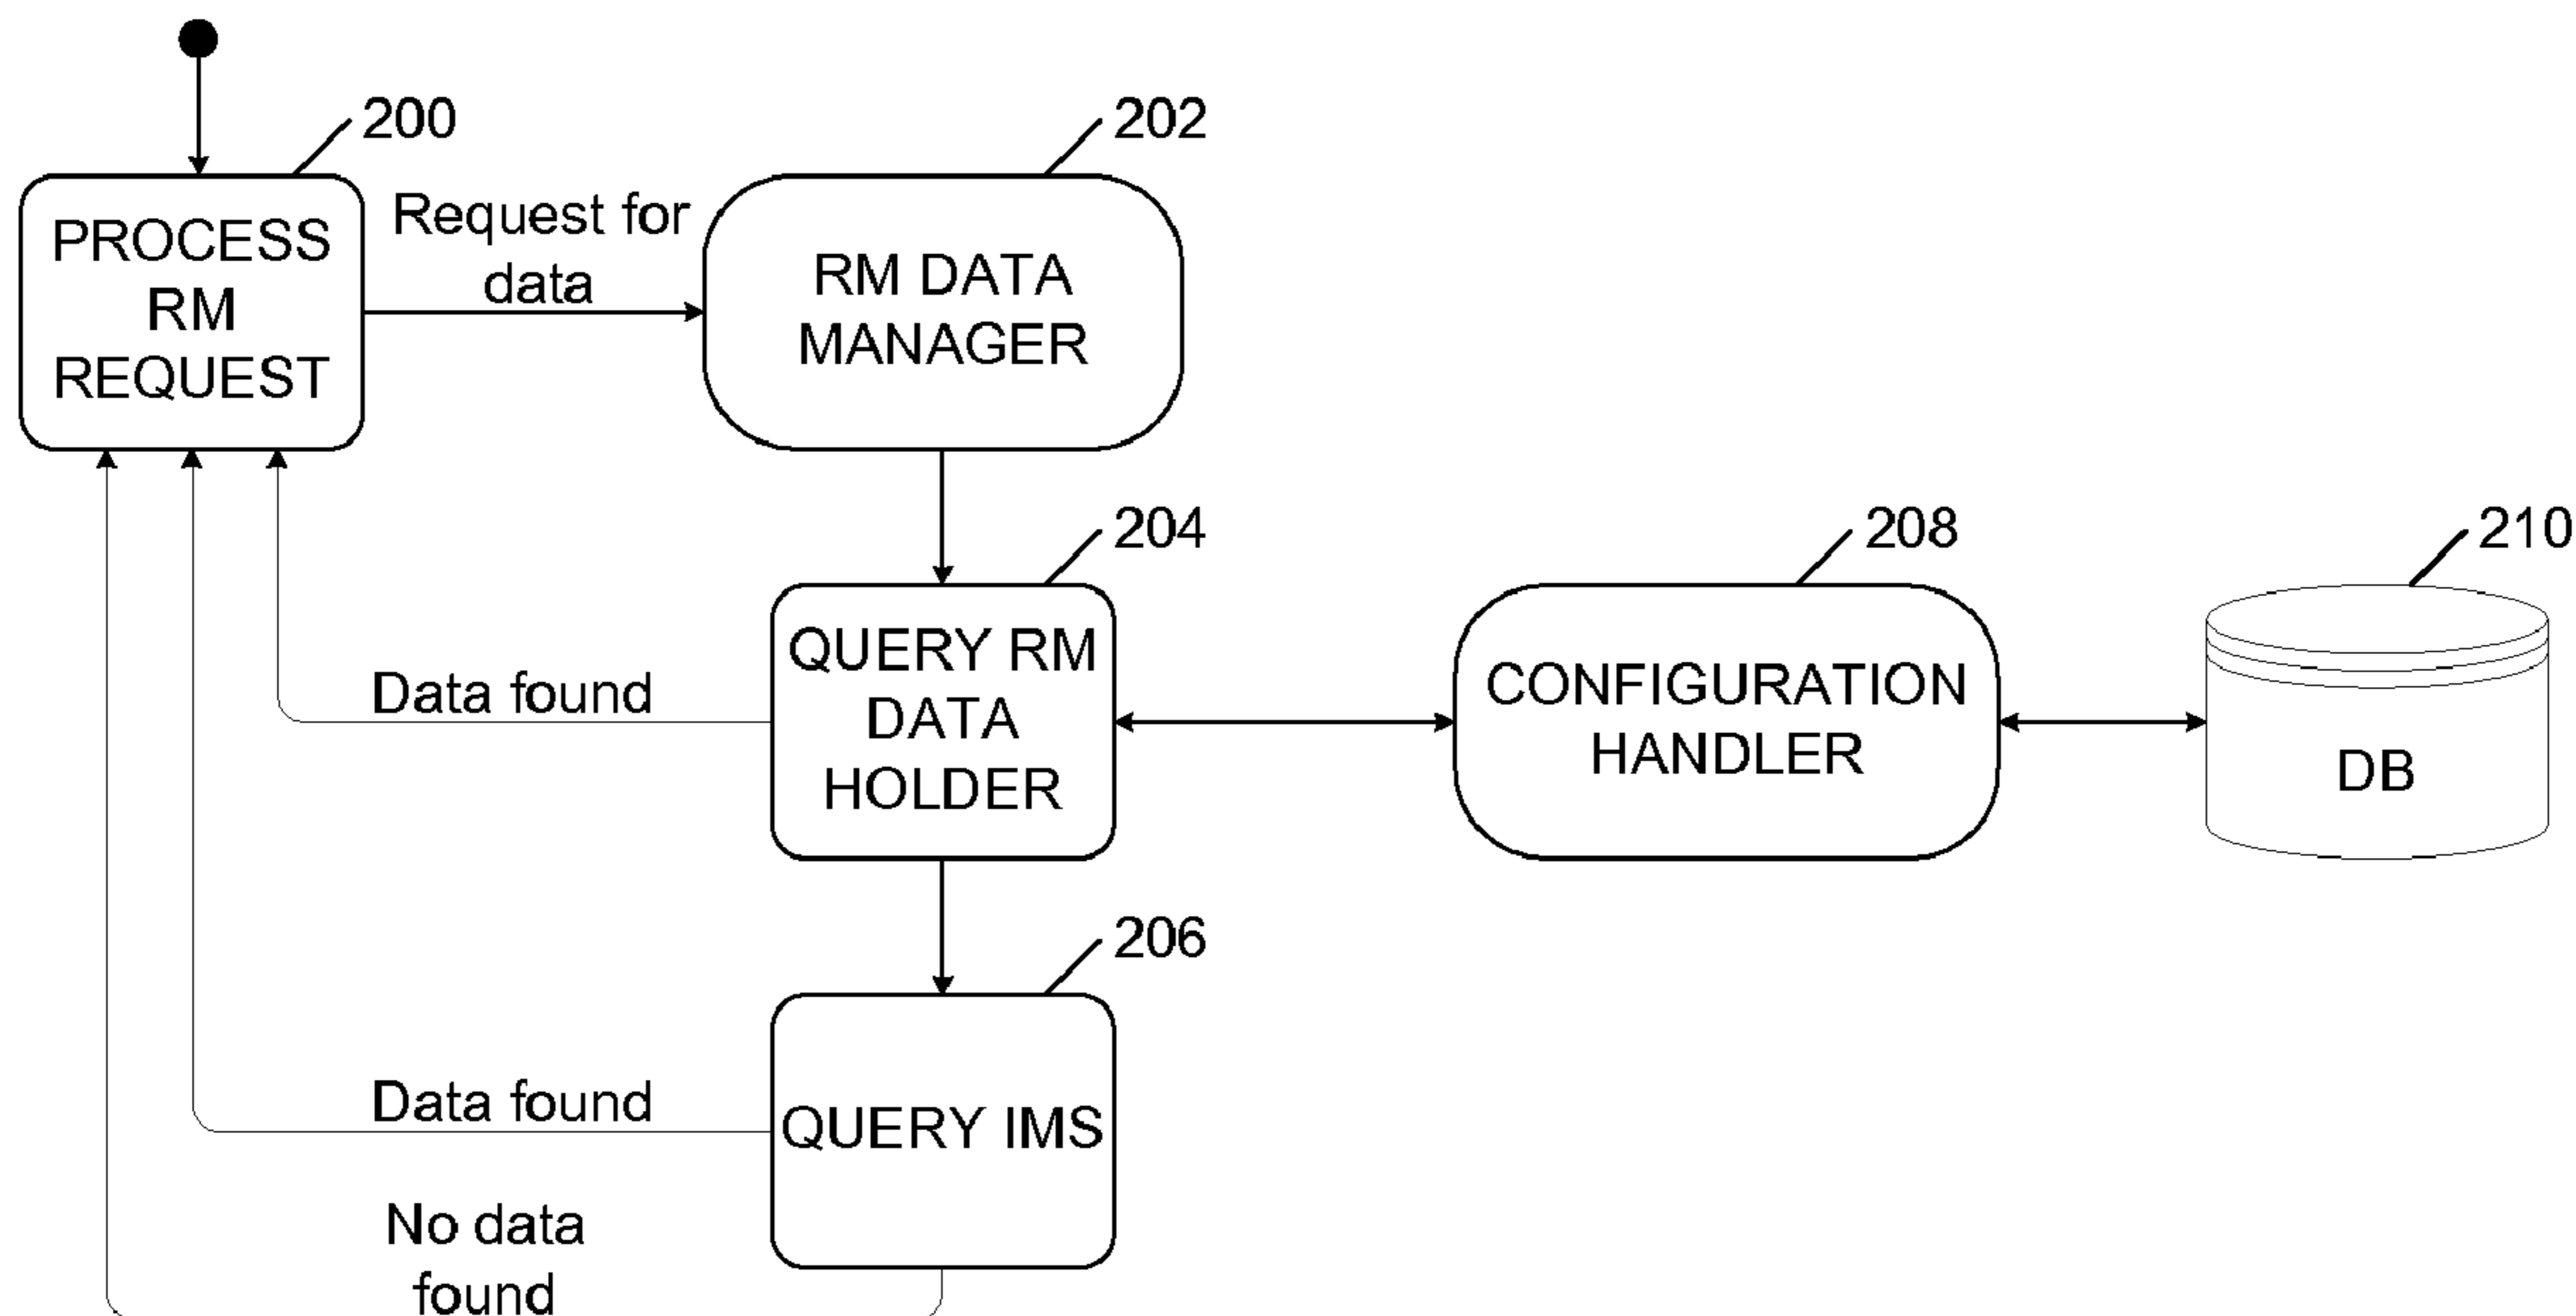 200
202
PROCESS
RM
REQUEST
Request for
data
RM DATA
MANAGER
204
208
210
QUERY RM
DATA
HOLDER
Data found
CONFIGURATION
HANDLER
DB
206
Data found
QUERY IMS
No data
found